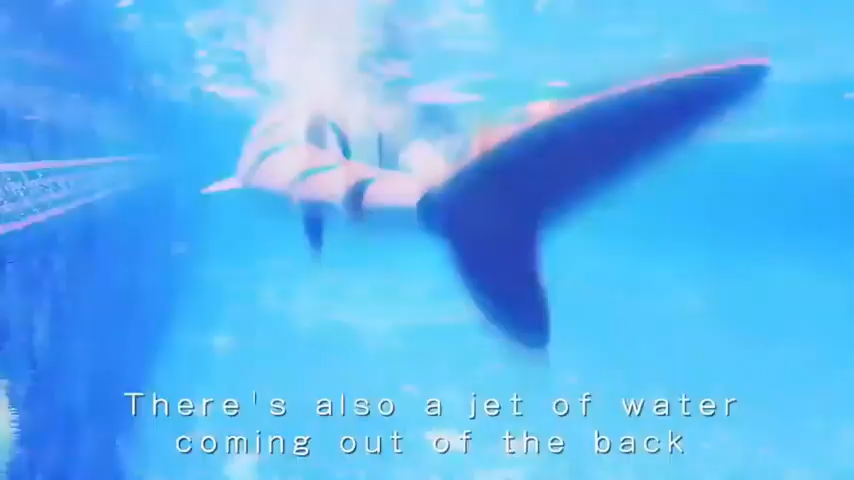 There's also a jet of water
coming out of the back